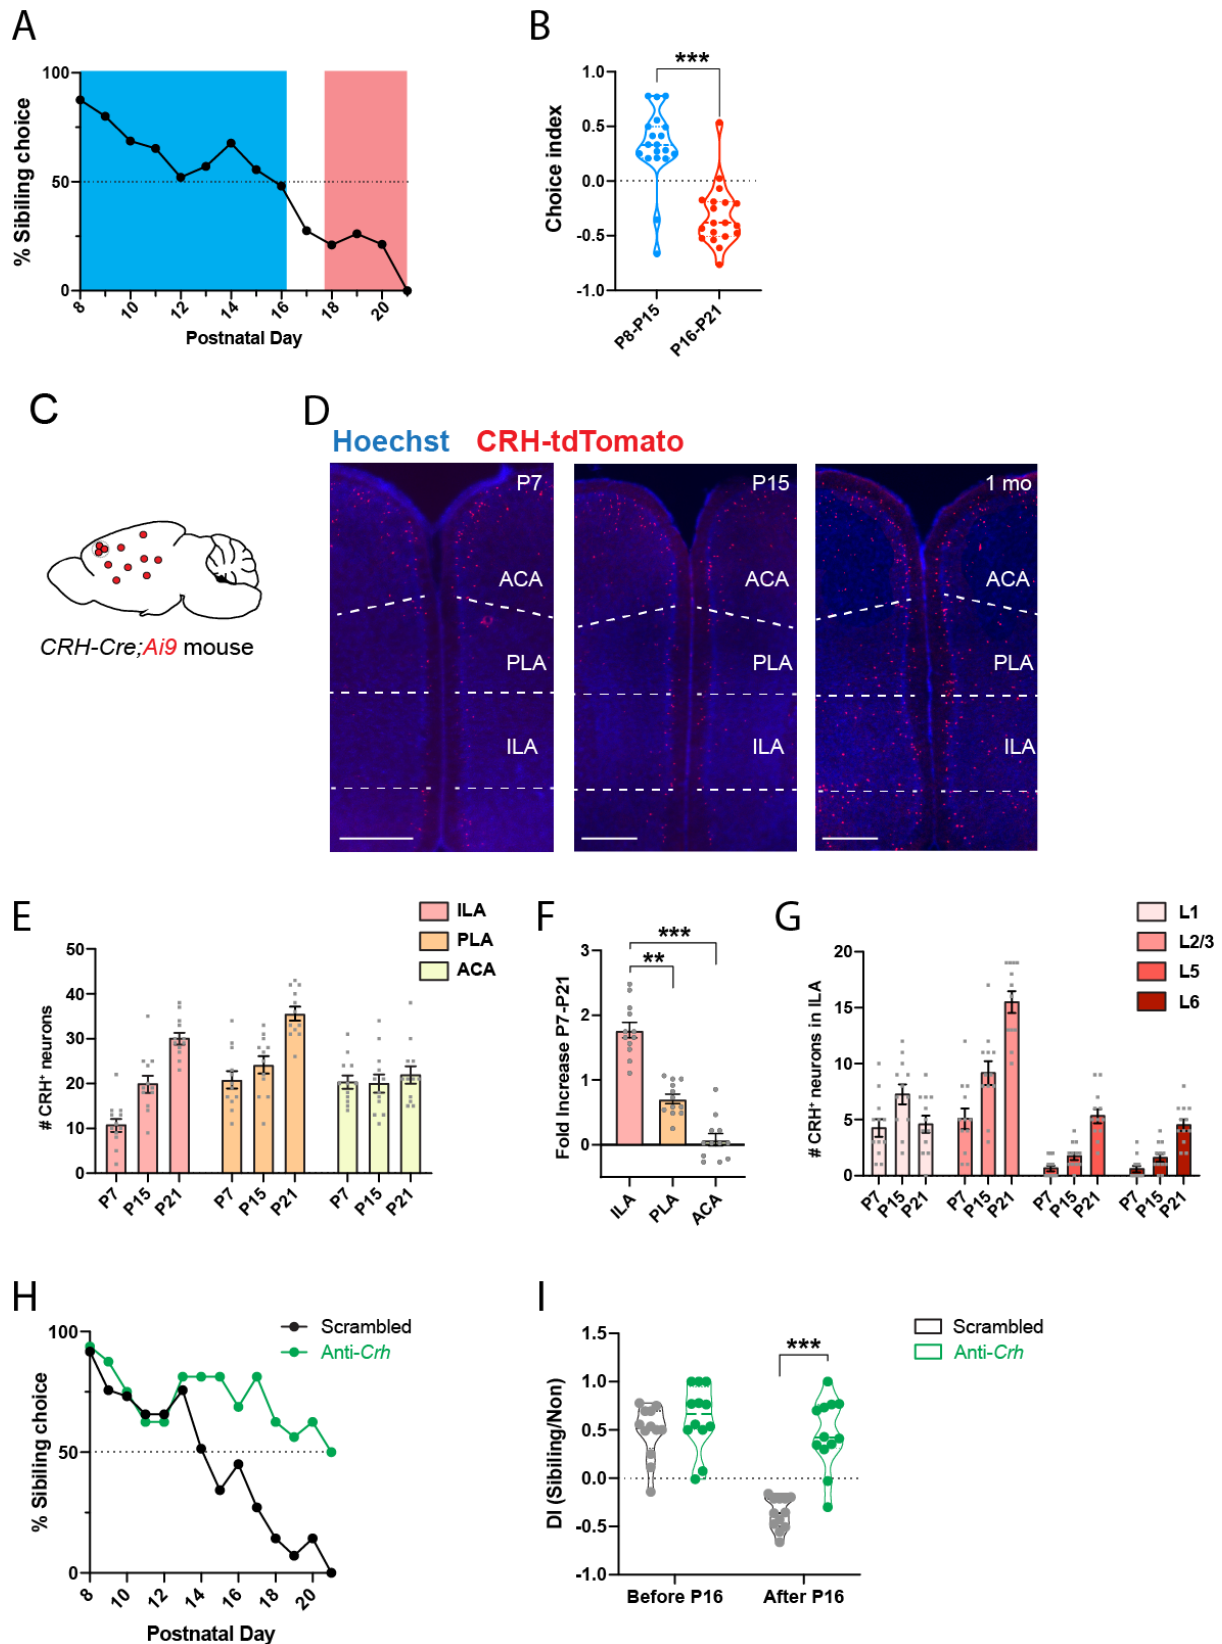 A
% Sibiling choice
100
50
0
8
10
12
14
16
18
20
Postnatal Day
B
***
Choice index
1.0
0.5
0.0
-0.5
-1.0
P8-P15
P16-P21
C
CRH-Cre;Ai9 mouse
D
Hoechst CRH-tdTomato
P7
ACA
PLA
ILA
P15
ACA
PLA
ILA
1 mo
ACA
PLA
ILA
E
ILA
PLA
ACA
# CRH+ neurons
50
40
30
20
10
0
P7
P15
P21
P7
P15
P21
P7
P15
P21
F
***
**
Fold Increase P7-P21
3
2
1
0
ILA
PLA
ACA
G
L1
L2/3
L5
L6
# CRH+ neurons in ILA
20
15
10
5
0
P7
P15
P21
P7
P15
P21
P7
P15
P21
P7
P15
P21
H
Scrambled
Anti-Crh
% Sibiling choice
100
50
0
8
10
12
14
16
18
20
Postnatal Day
I
Scrambled
Anti-Crh
***
DI (Sibiling/Non)
1.5
1.0
0.5
0.0
-0.5
-1.0
Before P16
After P16